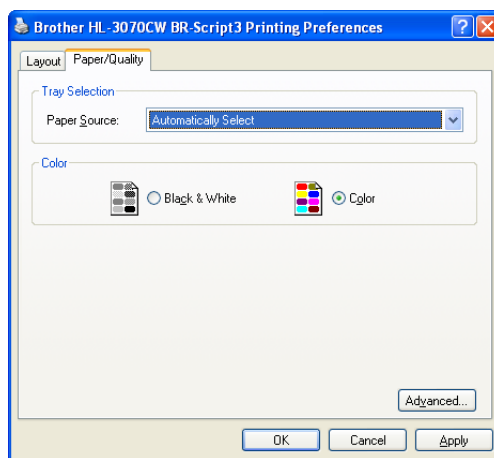 Brother HL-3070CW BR-Script3 Printing Preferences
Layout Paper/Quality
Tray Selection
Paper Source: Automatically Select
Color
Black & White Color
Advanced...
OK Cancel Apply